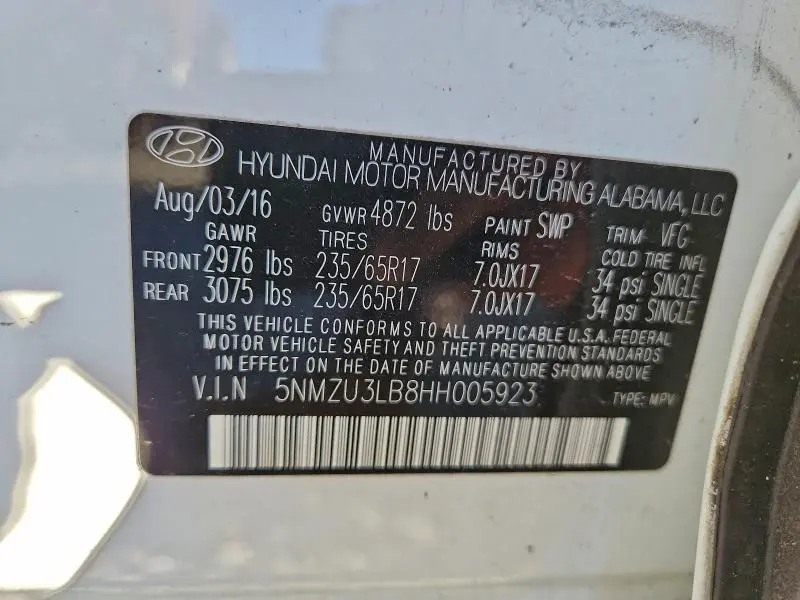 MANUFACTURED BY
HYUNDAI MOTOR MANUFACTURING ALABAMA, LLC
Aug/03/16 GVWR 4872 lbs PAINT SWP TRIM VFG
GAWR TIRES RIMS COLD TIRE INFL
FRONT 2976 lbs 235/65R17 7.0JX17 34 psi SINGLE
REAR 3075 lbs 235/65R17 7.0JX17 34 psi SINGLE
THIS VEHICLE CONFORMS TO ALL APPLICABLE U.S.A. FEDERAL
MOTOR VEHICLE SAFETY AND THEFT PREVENTION STANDARDS
IN EFFECT ON THE DATE OF MANUFACTURE SHOWN ABOVE.
V.I.N 5NMZU3LB8HH005923 TYPE: MPV